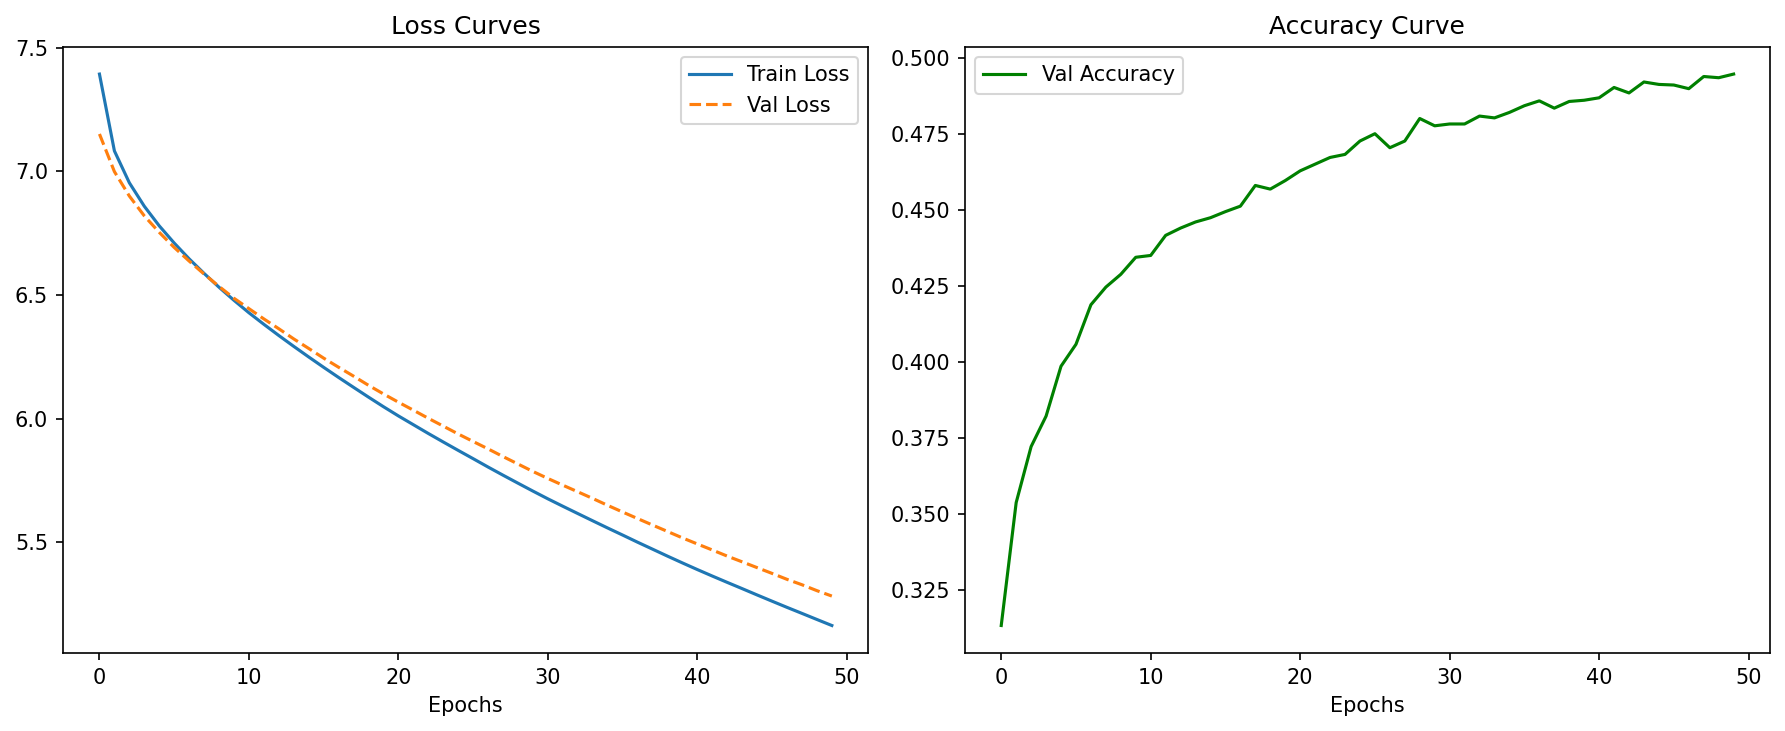 Loss Curves
7.5
7.0
6.5
6.0
5.5
Train Loss
Val Loss
0 10 20 30 40 50
Epochs
Accuracy Curve
0.500
0.475
0.450
0.425
0.400
0.375
0.350
0.325
Val Accuracy
0 10 20 30 40 50
Epochs